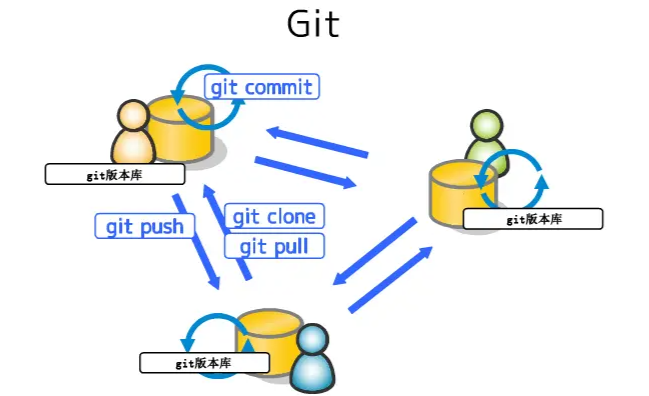 Git
git commit
git版本库
git版本库
git push
git clone
git pull
git版本库